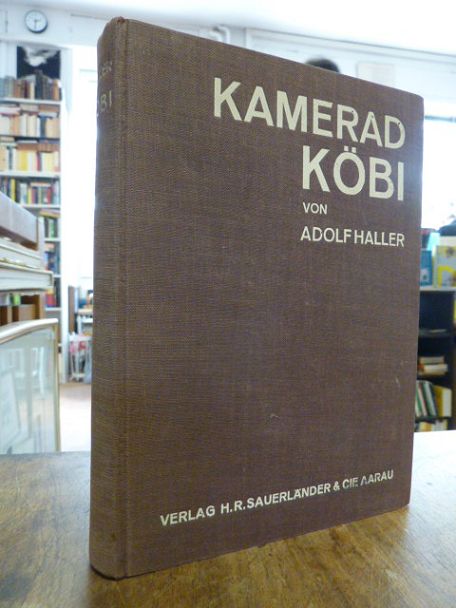 KAMERAD
KÖBI
VON
ADOLF HALLER
VERLAG H.R. SAUERLÄNDER & CIE. AARAU